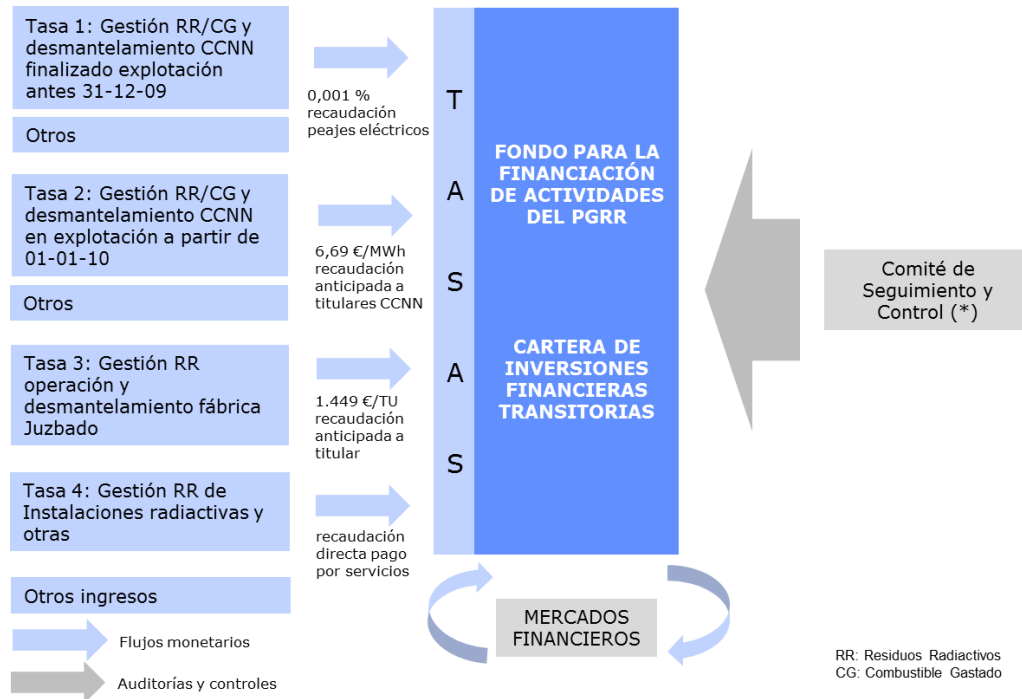 Tasa 1: Gestión RR/CG y
desmantelamiento CCNN
finalizado explotación
antes 31-12-09
0,001 %
recaudación
peajes eléctricos
Otros
Tasa 2: Gestión RR/CG y
desmantelamiento CCNN
en explotación a partir de
01-01-10
6,69 €/MWh
recaudación
anticipada a
titulares CCNN
Otros
Tasa 3: Gestión RR
operación y
desmantelamiento fábrica
Juzbado
1.449 €/TU
recaudación
anticipada a
titular
Tasa 4: Gestión RR de
Instalaciones radiactivas y
otras
recaudación
directa pago
por servicios
Otros ingresos
T
A
S
A
S
FONDO PARA LA
FINANCIACIÓN
DE ACTIVIDADES
DEL PGRR
CARTERA DE
INVERSIONES
FINANCIERAS
TRANSITORIAS
Comité de
Seguimiento y
Control (*)
MERCADOS
FINANCIEROS
Flujos monetarios
Auditorías y controles
RR: Residuos Radiactivos
CG: Combustible Gastado